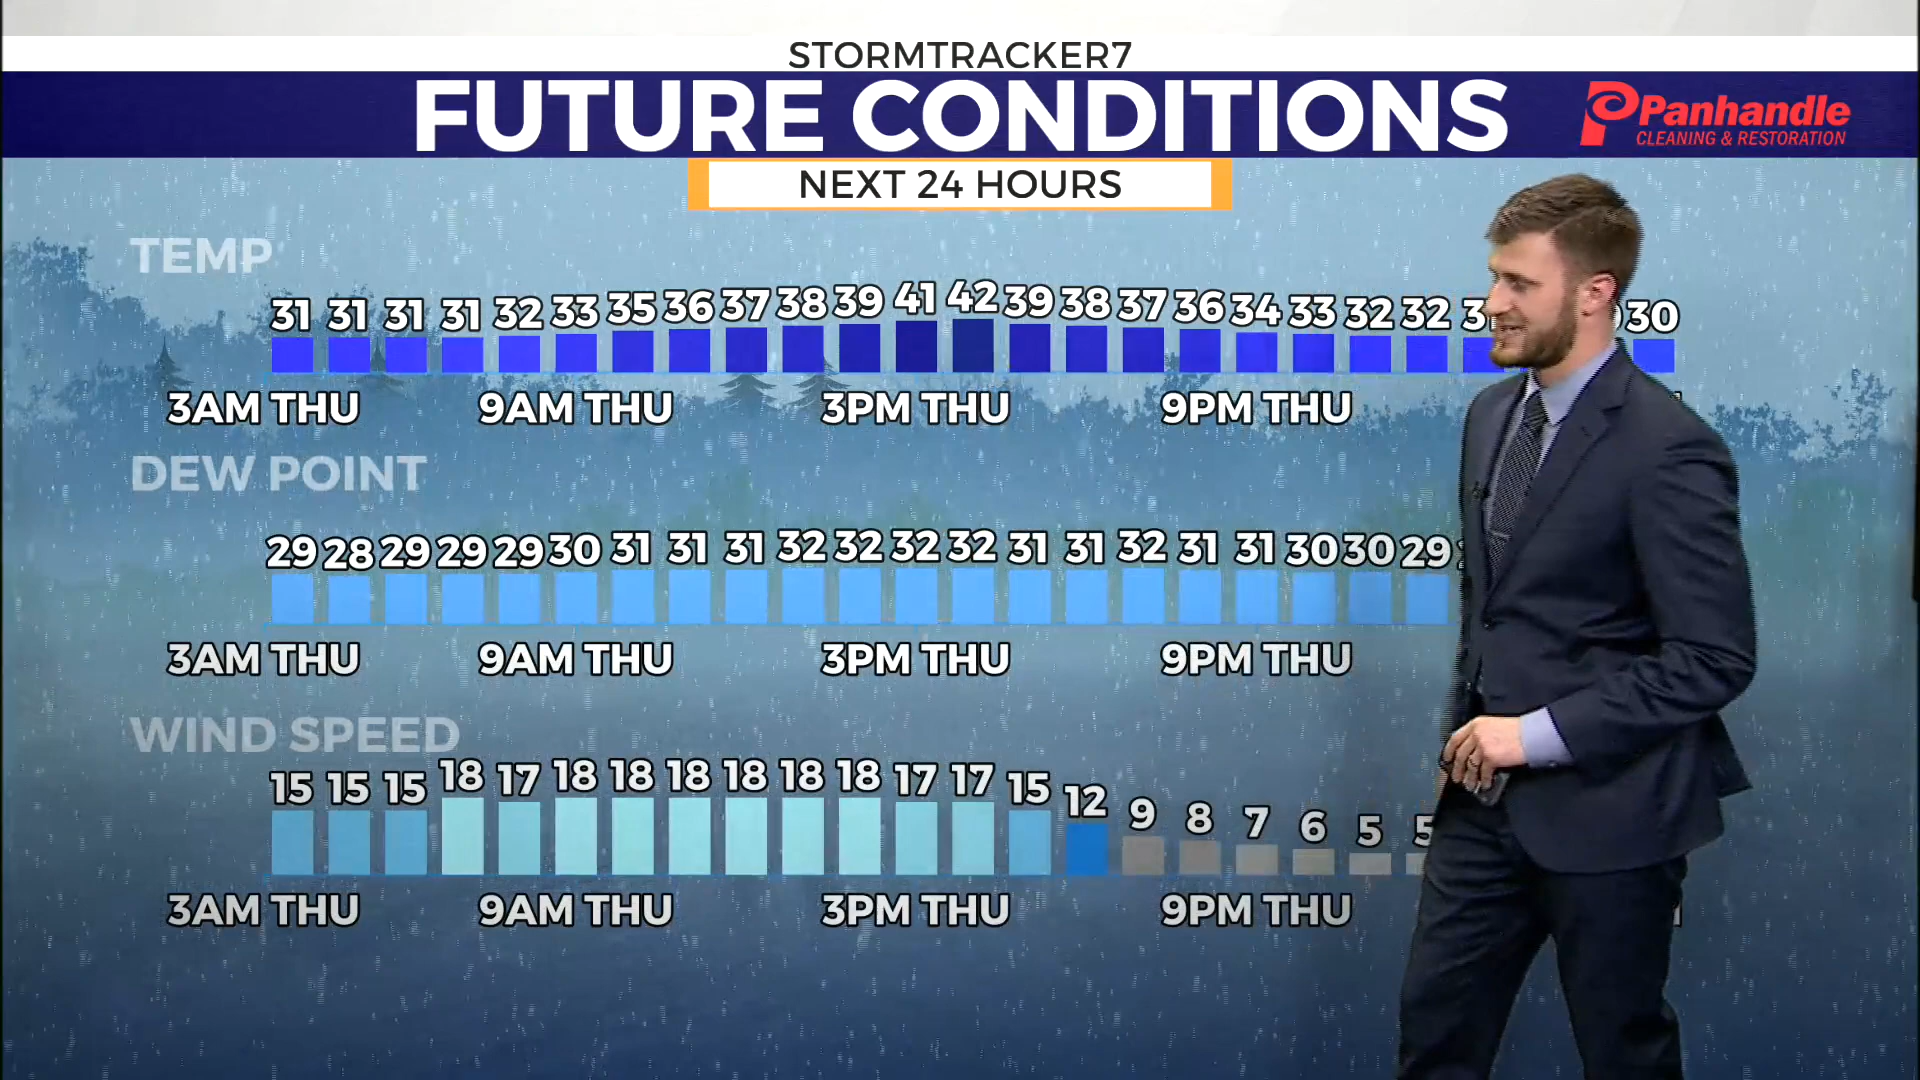 STORMTRACKER7
FUTURE CONDITIONS
Panhandle
CLEANING & RESTORATION
NEXT 24 HOURS
TEMP
31 31 31 31 32 33 35 36 37 38 39 41 42 39 38 37 36 34 33 32 32 30
3AM THU 9AM THU 3PM THU 9PM THU
DEW POINT
29 28 29 29 29 30 31 31 31 32 32 32 32 31 31 32 31 31 30 30 29
3AM THU 9AM THU 3PM THU 9PM THU
WIND SPEED
15 15 15 18 17 18 18 18 18 18 18 17 17 15 12 9 8 7 6 5 5
3AM THU 9AM THU 3PM THU 9PM THU